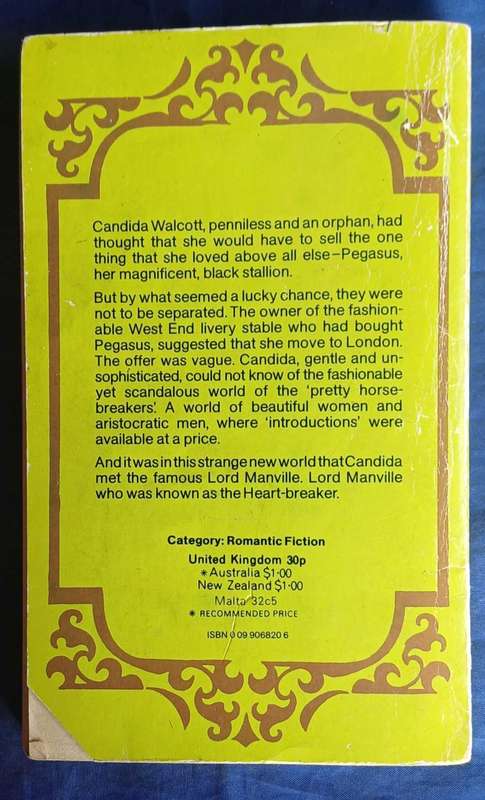 Candida Walcott, penniless and an orphan, had
thought that she would have to sell the one
thing that she loved above all else–Pegasus,
her magnificent, black stallion.
But by what seemed a lucky chance, they were
not to be separated. The owner of the fashion-
able West End livery stable who had bought
Pegasus, suggested that she move to London.
The offer was vague. Candida, gentle and un-
sophisticated, could not know of the fashionable
yet scandalous world of the ‘pretty horse-
breakers’. A world of beautiful women and
aristocratic men, where ‘introductions’ were
available at a price.
And it was in this strange new world that Candida
met the famous Lord Manville. Lord Manville
who was known as the Heart-breaker.
Category: Romantic Fiction
United Kingdom 30p
*Australia $1·00
New Zealand $1·00
Malta 32c5
* RECOMMENDED PRICE
ISBN 0 09 906820 6